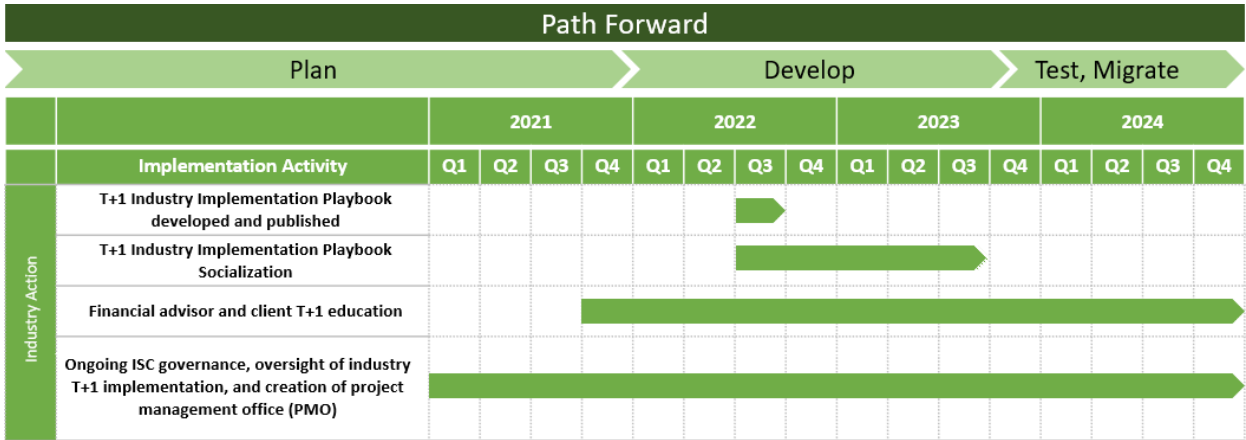 Path Forward
Plan
Develop
Test, Migrate
2021
2022
2023
2024
Implementation Activity
Q1 Q2 Q3 Q4 Q1 Q2 Q3 Q4 Q1 Q2 Q3 Q4 Q1 Q2 Q3 Q4
Industry Action
T+1 Industry Implementation Playbook
developed and published
T+1 Industry Implementation Playbook
Socialization
Financial advisor and client T+1 education
Ongoing ISC governance, oversight of industry
T+1 implementation, and creation of project
management office (PMO)